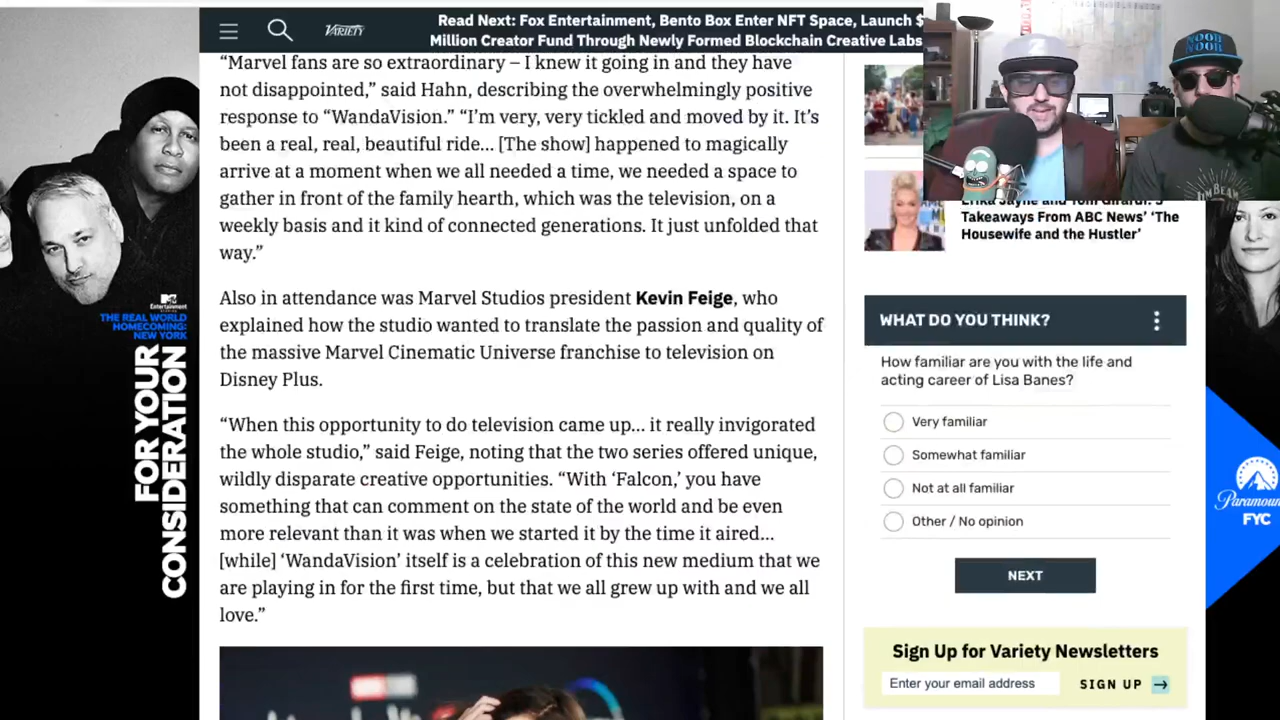 VARIETY
Read Next: Fox Entertainment, Bento Box Enter NFT Space, Launch $
Million Creator Fund Through Newly Formed Blockchain Creative Labs
“Marvel fans are so extraordinary – I knew it going in and they have
not disappointed,” said Hahn, describing the overwhelmingly positive
response to “WandaVision.” “I’m very, very tickled and moved by it. It’s
been a real, real, beautiful ride… [The show] happened to magically
arrive at a moment when we all needed a time, we needed a space to
gather in front of the family hearth, which was the television, on a
weekly basis and it kind of connected generations. It just unfolded that
way.”
Also in attendance was Marvel Studios president Kevin Feige, who
explained how the studio wanted to translate the passion and quality of
the massive Marvel Cinematic Universe franchise to television on
Disney Plus.
“When this opportunity to do television came up… it really invigorated
the whole studio,” said Feige, noting that the two series offered unique,
wildly disparate creative opportunities. “With ‘Falcon,’ you have
something that can comment on the state of the world and be even
more relevant than it was when we started it by the time it aired…
[while] ‘WandaVision’ itself is a celebration of this new medium that we
are playing in for the first time, but that we all grew up with and we all
love.”
Erika Jayne and Tom Girardi: 5
Takeaways From ABC News’ ‘The
Housewife and the Hustler’
WHAT DO YOU THINK?
How familiar are you with the life and
acting career of Lisa Banes?
Very familiar
Somewhat familiar
Not at all familiar
Other / No opinion
NEXT
Sign Up for Variety Newsletters
Enter your email address
SIGN UP
MTV
Entertainment
THE REAL WORLD
HOMECOMING:
NEW YORK
FOR YOUR
CONSIDERATION
Paramoun
FYC
NOOB
NOOB
JIM BEAM